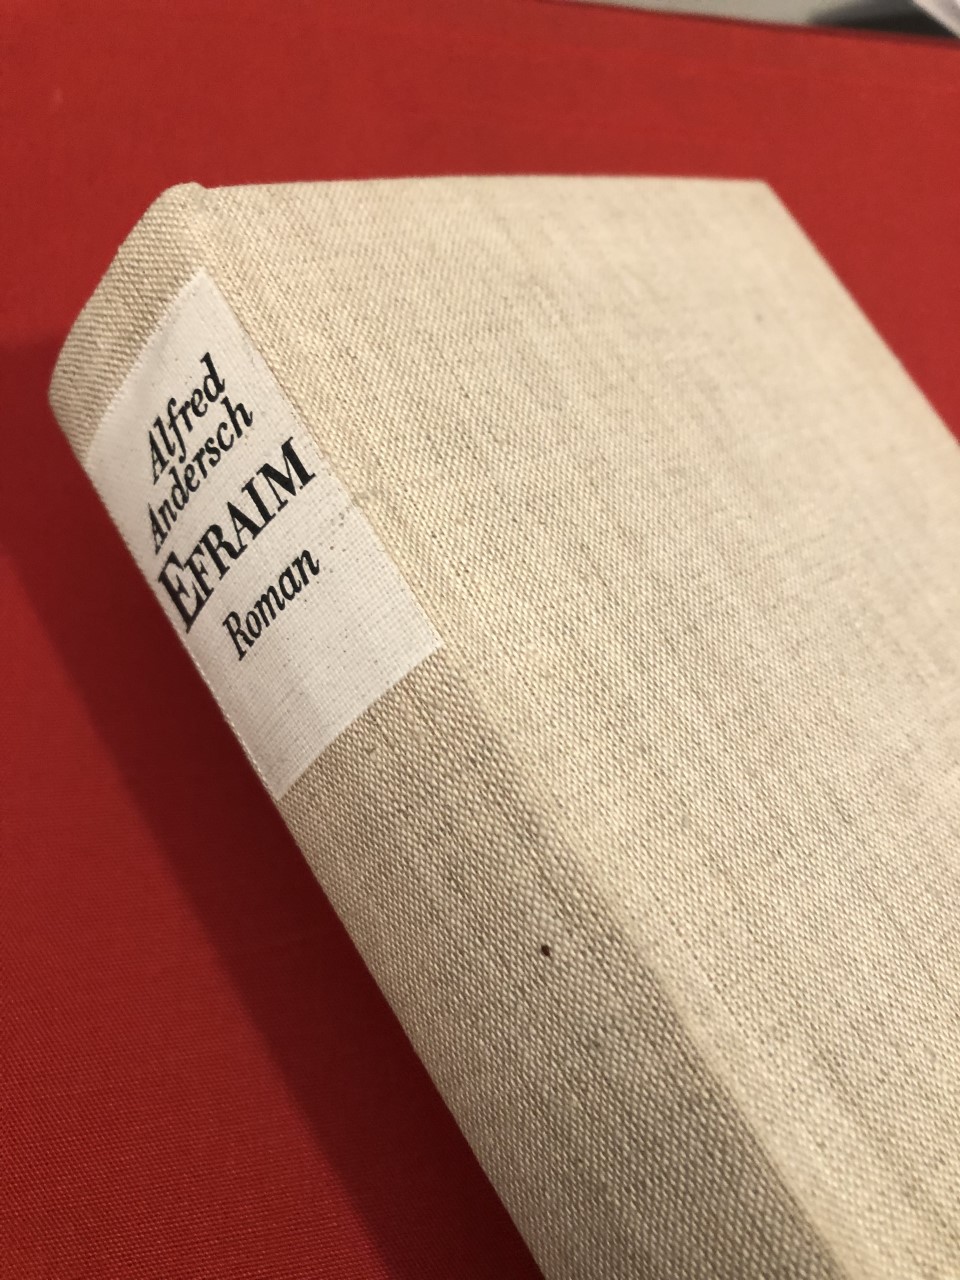 Alfred
Andersch
EFRAIM
Roman